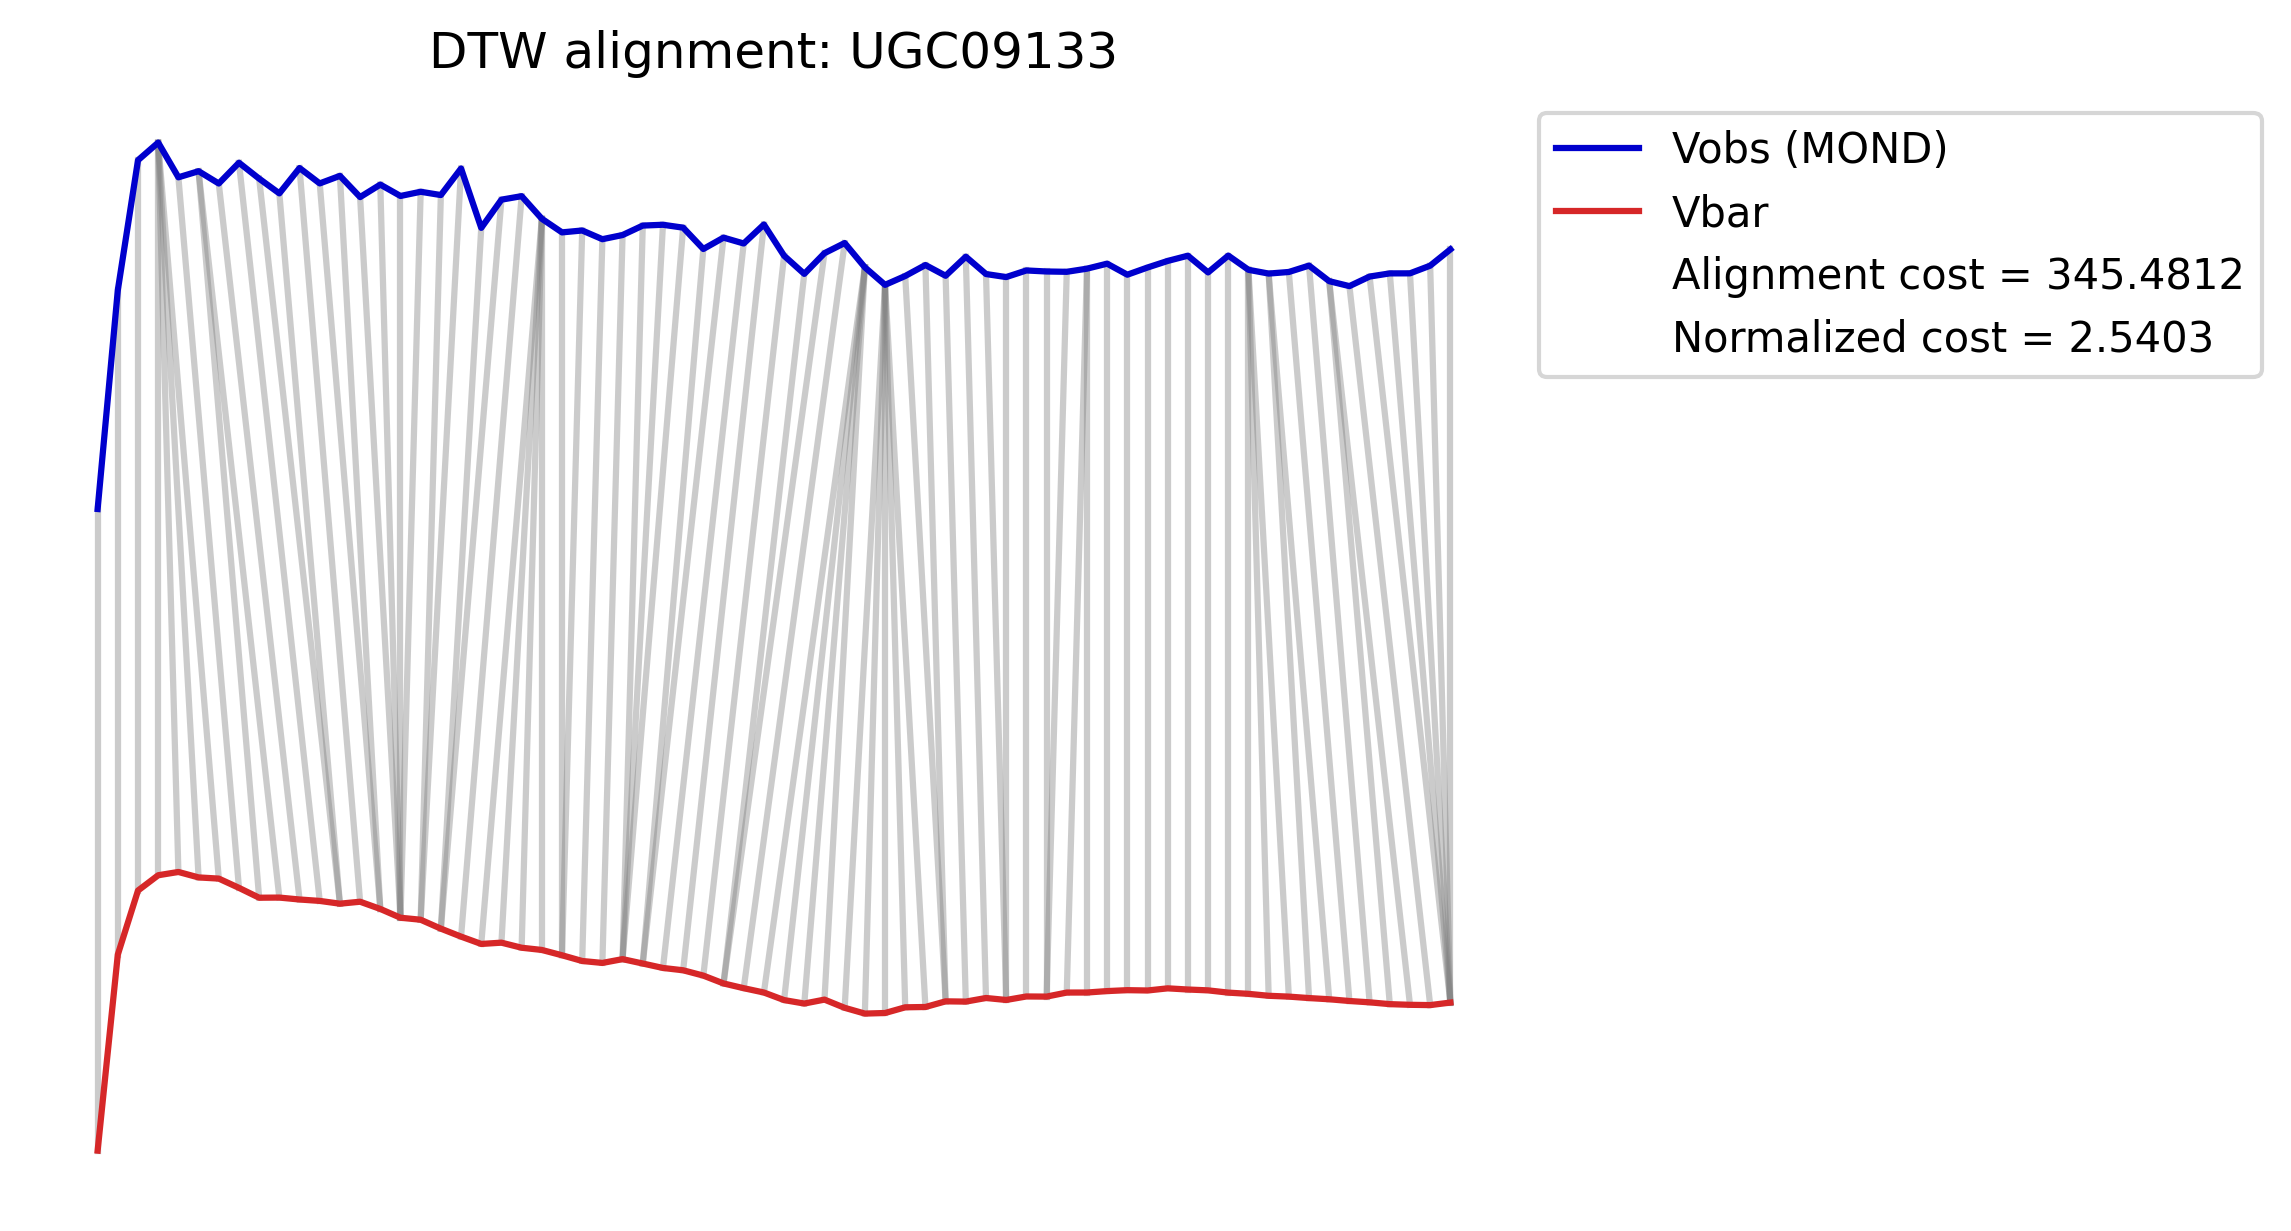 DTW alignment: UGC09133
Vobs (MOND)
Vbar
Alignment cost = 345.4812
Normalized cost = 2.5403